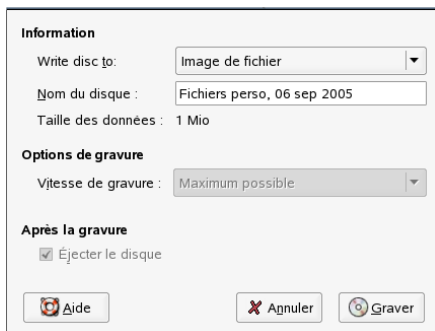 Information
Write disc to: Image de fichier
Nom du disque : Fichiers perso, 06 sep 2005
Taille des données : 1 Mio
Options de gravure
Vitesse de gravure : Maximum possible
Après la gravure
Éjecter le disque
Aide Annuler Graver